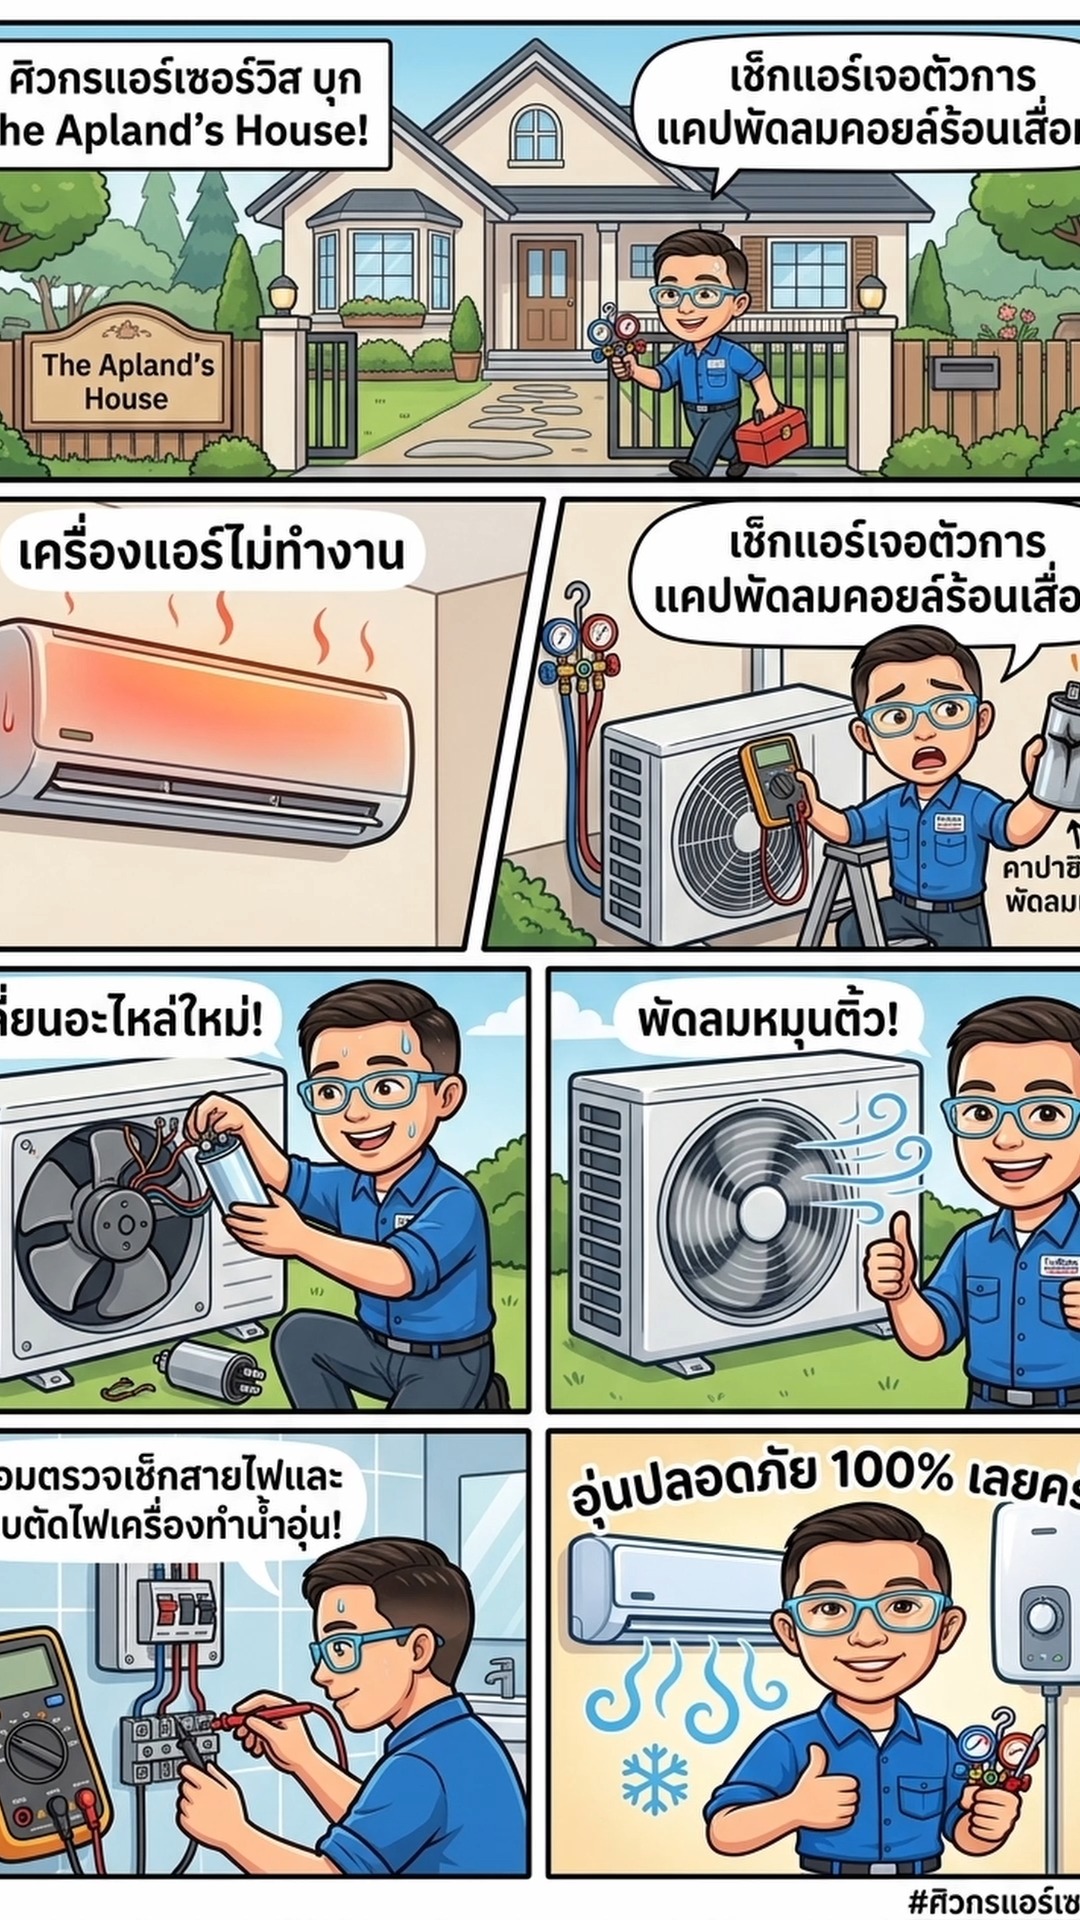 ศิวกรแอร์เซอร์วิส บุก
he Apland's House!
เช็กแอร์เจอตัวการ
แคปพัดลมคอยล์ร้อนเสื่อ
The Apland's
House
เครื่องแอร์ไม่ทำงาน
เช็กแอร์เจอตัวการ
แคปพัดลมคอยล์ร้อนเสื่อ
คาปาซิ
พัดลม
ลี่ยนอะไหล่ใหม่!
พัดลมหมุนติ้ว!
อมตรวจเช็กสายไฟและ
บตัดไฟเครื่องทำน้ำอุ่น!
อุ่นปลอดภัย 100% เลยคร
#ศิวกรแอร์เซ